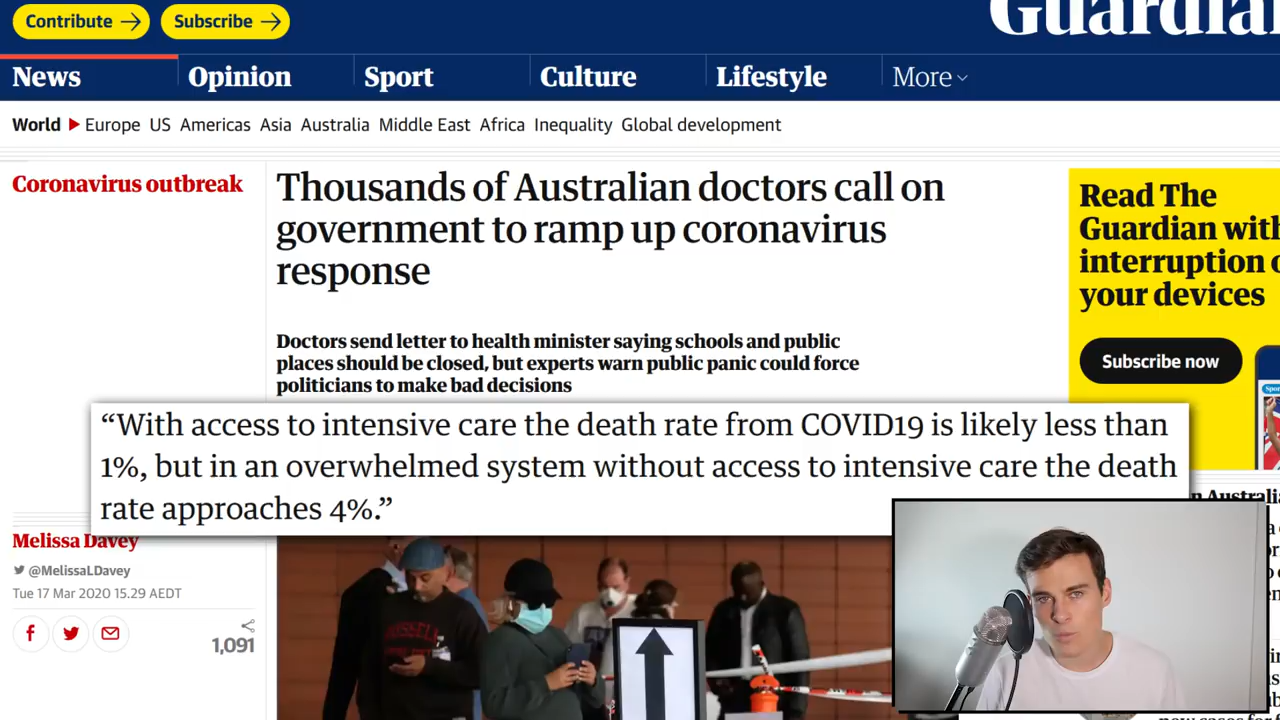 Contribute
Subscribe
Guardian
News
Opinion
Sport
Culture
Lifestyle
More
World
Europe US Americas Asia Australia Middle East Africa Inequality Global development
Coronavirus outbreak
Thousands of Australian doctors call on
government to ramp up coronavirus
response
Doctors send letter to health minister saying schools and public
places should be closed, but experts warn public panic could force
politicians to make bad decisions
“With access to intensive care the death rate from COVID19 is likely less than
1%, but in an overwhelmed system without access to intensive care the death
rate approaches 4%.”
Melissa Davey
@MelissaLDavey
Tue 17 Mar 2020 15.29 AEDT
1,091
Read The
Guardian with
interruption
your devices
Subscribe now